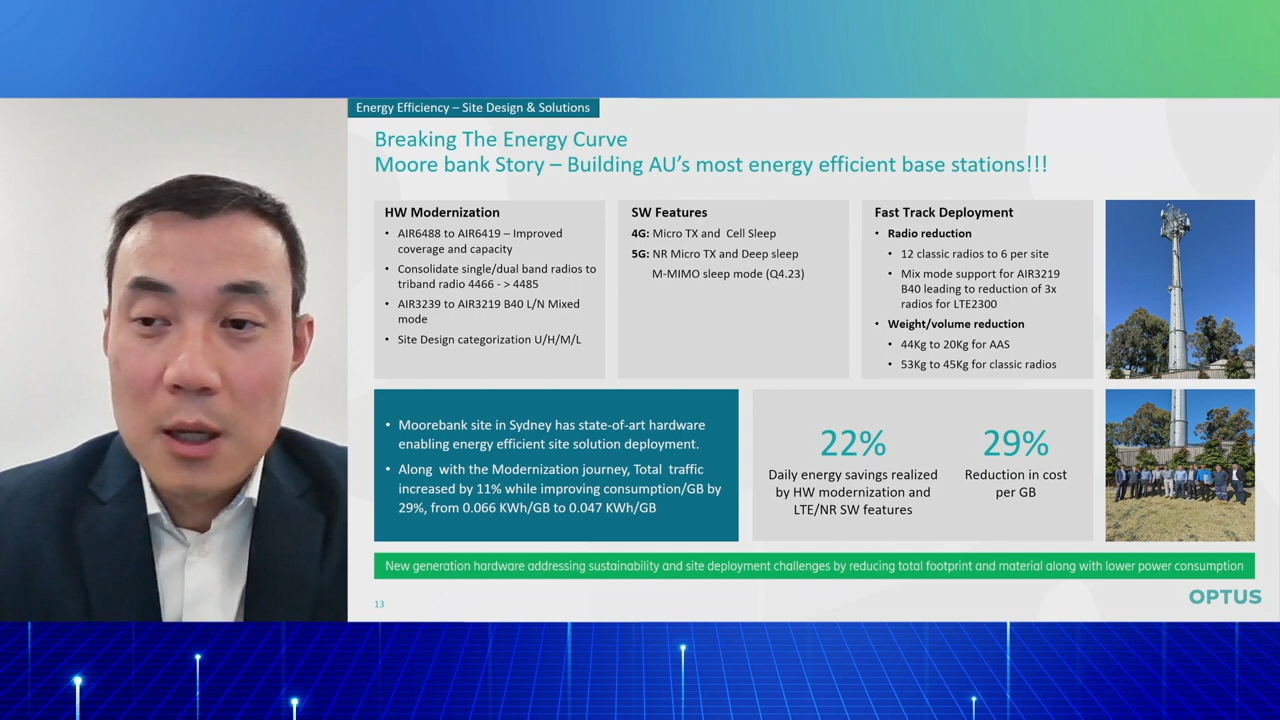 Energy Efficiency – Site Design & Solutions
Breaking The Energy Curve
Moore bank Story – Building AU's most energy efficient base stations!!!
HW Modernization
• AIR6488 to AIR6419 – Improved
coverage and capacity
• Consolidate single/dual band radios to
triband radio 4466 - > 4485
• AIR3239 to AIR3219 B40 L/N Mixed
mode
• Site Design categorization U/H/M/L
SW Features
4G: Micro TX and Cell Sleep
5G: NR Micro TX and Deep sleep
M-MIMO sleep mode (Q4.23)
Fast Track Deployment
• Radio reduction
• 12 classic radios to 6 per site
• Mix mode support for AIR3219
B40 leading to reduction of 3x
radios for LTE2300
• Weight/volume reduction
• 44Kg to 20Kg for AAS
• 53Kg to 45Kg for classic radios
• Moorebank site in Sydney has state-of-art hardware
enabling energy efficient site solution deployment.
• Along with the Modernization journey, Total traffic
increased by 11% while improving consumption/GB by
29%, from 0.066 KWh/GB to 0.047 KWh/GB
22%
Daily energy savings realized
by HW modernization and
LTE/NR SW features
29%
Reduction in cost
per GB
New generation hardware addressing sustainability and site deployment challenges by reducing total footprint and material along with lower power consumption
13
OPTUS